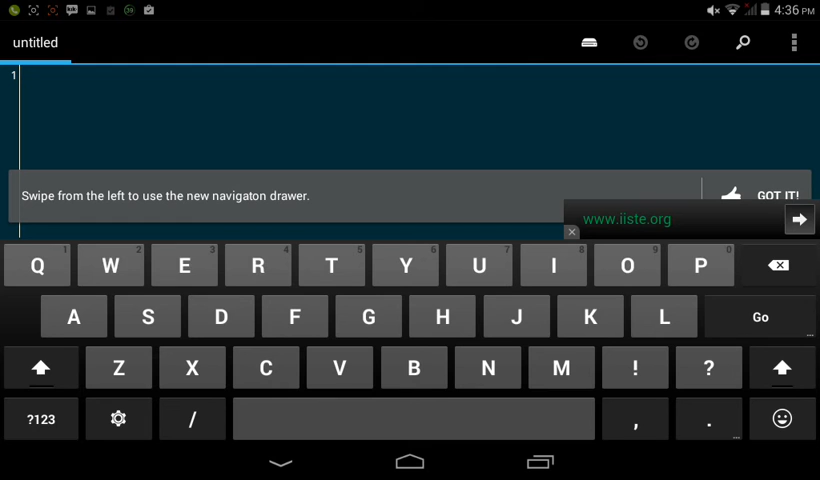 4:36 PM
untitled
1
Swipe from the left to use the new navigaton drawer.
GOT IT!
www.iiste.org
Q 1 W 2 E 3 R 4 T 5 Y 6 U 7 I 8 O 9 P 0
A S D F G H J K L Go ...
Z X C V B N M ! ?
?123 / , . ...